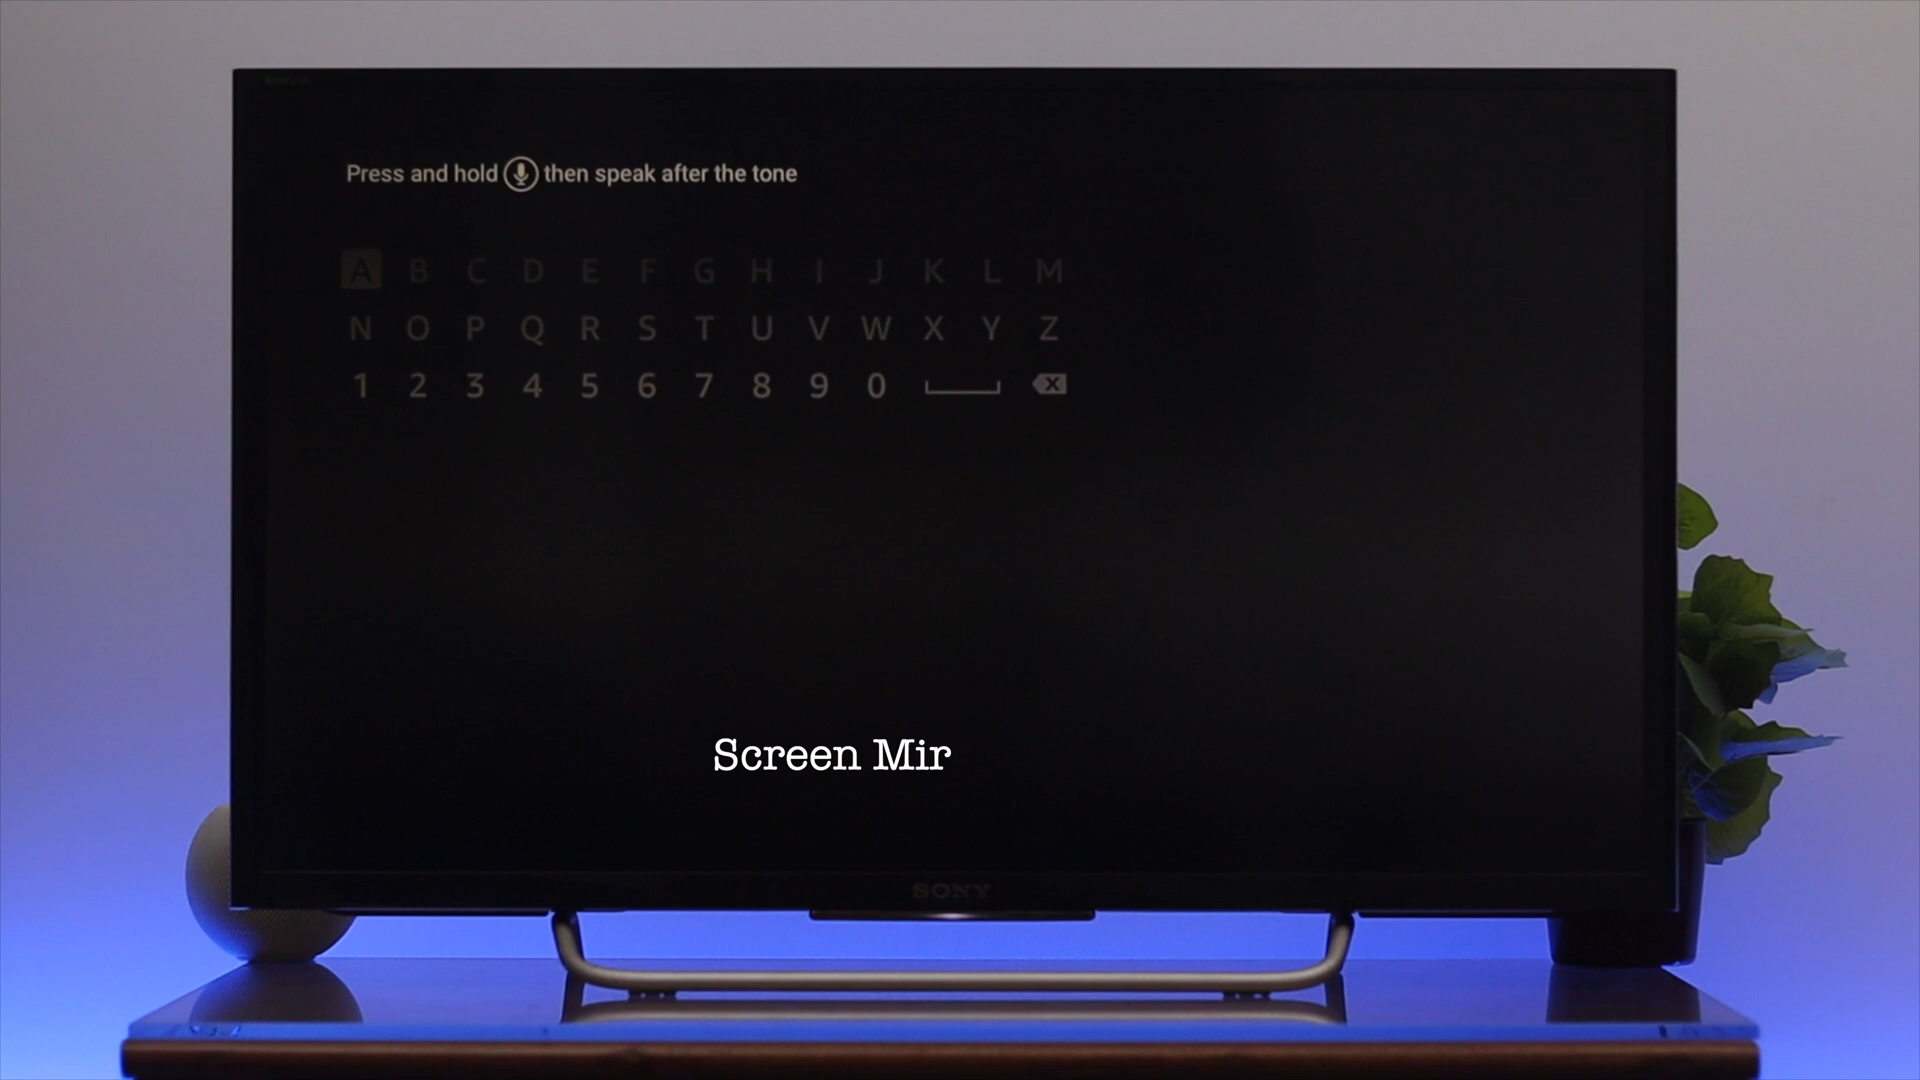 Press and hold then speak after the tone
A B C D E F G H I J K L M
N O P Q R S T U V W X Y Z
1 2 3 4 5 6 7 8 9 0
Screen Mir
SONY